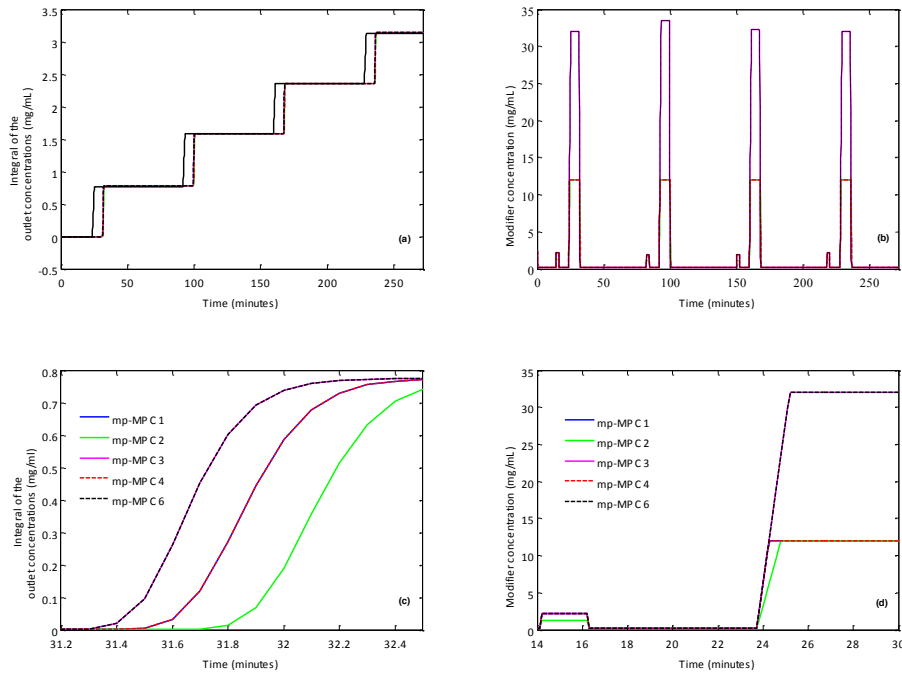 3.5
3
2.5
2
1.5
1
0.5
0
-0.5
0 50 100 150 200 250
Integral of the
outlet concentrations (mg/mL)
Time (minutes)
(a)
35
30
25
20
15
10
5
0
0 50 100 150 200 250
Modifier concentration (mg/mL)
Time (minutes)
(b)
0.8
0.7
0.6
0.5
0.4
0.3
0.2
0.1
0
31.2 31.4 31.6 31.8 32 32.2 32.4
Integral of the
outlet concentrations (mg/ml)
Time (minutes)
mp-MPC 1
mp-MPC 2
mp-MPC 3
mp-MPC 4
mp-MPC 6
(c)
35
30
25
20
15
10
5
0
14 16 18 20 22 24 26 28 30
Modifier concentration (mg/mL)
Time (minutes)
mp-MPC 1
mp-MPC 2
mp-MPC 3
mp-MPC 4
mp-MPC 6
(d)